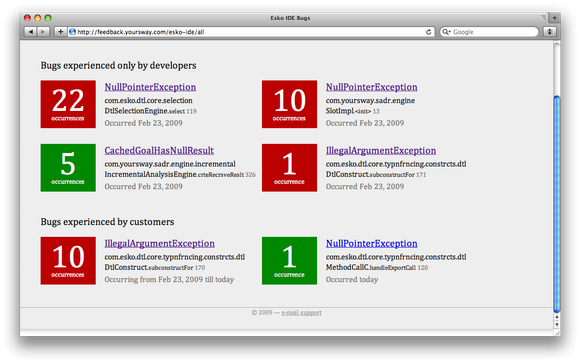 Esko IDE Bugs
http://feedback.yoursway.com/esko-ide/all
Google
Bugs experienced only by developers
22
occurrences
NullPointerException
com.esko.dtl.core.selection
DtlSelectionEngine.select 119
Occurred Feb 23, 2009
10
occurrences
NullPointerException
com.yoursway.sadr.engine
SlotImpl.<init> 13
Occurred Feb 23, 2009
5
occurrences
CachedGoalHasNullResult
com.yoursway.sadr.engine.incremental
IncrementalAnalysisEngine.crteRecrsveReslt 326
Occurred Feb 23, 2009
1
occurrences
IllegalArgumentException
com.esko.dtl.core.typnfrncing.constrcts.dtl
DtlConstruct.subconstructFor 171
Occurred Feb 23, 2009
Bugs experienced by customers
10
occurrences
IllegalArgumentException
com.esko.dtl.core.typnfrncing.constrcts.dtl
DtlConstruct.subconstructFor 170
Occurring from Feb 23, 2009 till today
1
occurrences
NullPointerException
com.esko.dtl.core.typnfrncing.constrcts.dtl
MethodCallC.handleExportCall 120
Occurred today
© 2009 — e-mail support